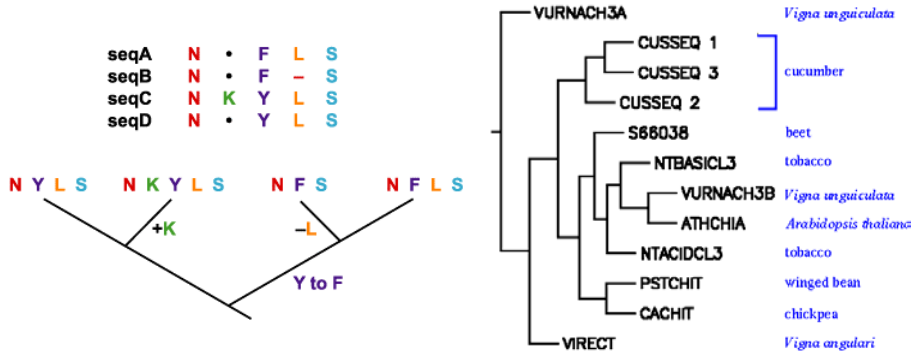 seqA N • F L S
seqB N • F – S
seqC N K Y L S
seqD N • Y L S
N Y L S N K Y L S N F S N F L S
+K –L
Y to F
VURNACH3A Vigna unguiculata
CUSSEQ 1
CUSSEQ 3 cucumber
CUSSEQ 2
S66038 beet
NTBASICL3 tobacco
VURNACH3B Vigna unguiculata
ATHCHIA Arabidopsis thaliana
NTACIDCL3 tobacco
PSTCHIT winged bean
CACHIT chickpea
VIRECT Vigna angulari